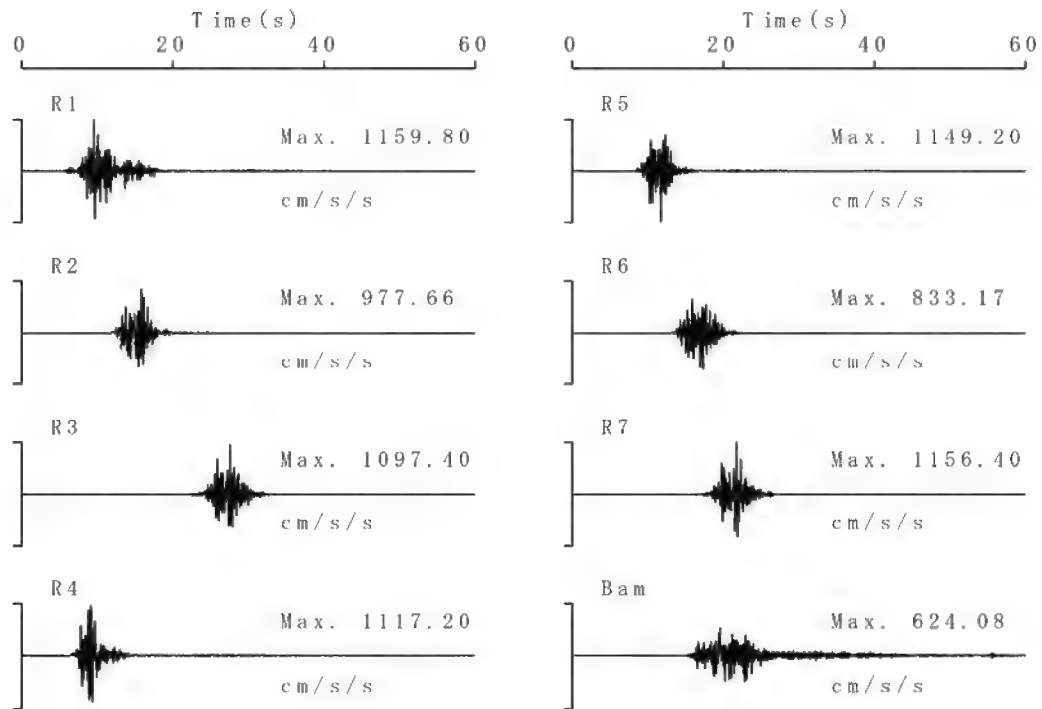 Time(s)
0 20 40 60
R1
Max. 1159.80
cm/s/s
R2
Max. 977.66
cm/s/s
R3
Max. 1097.40
cm/s/s
R4
Max. 1117.20
cm/s/s
Time(s)
0 20 40 60
R5
Max. 1149.20
cm/s/s
R6
Max. 833.17
cm/s/s
R7
Max. 1156.40
cm/s/s
Bam
Max. 624.08
cm/s/s